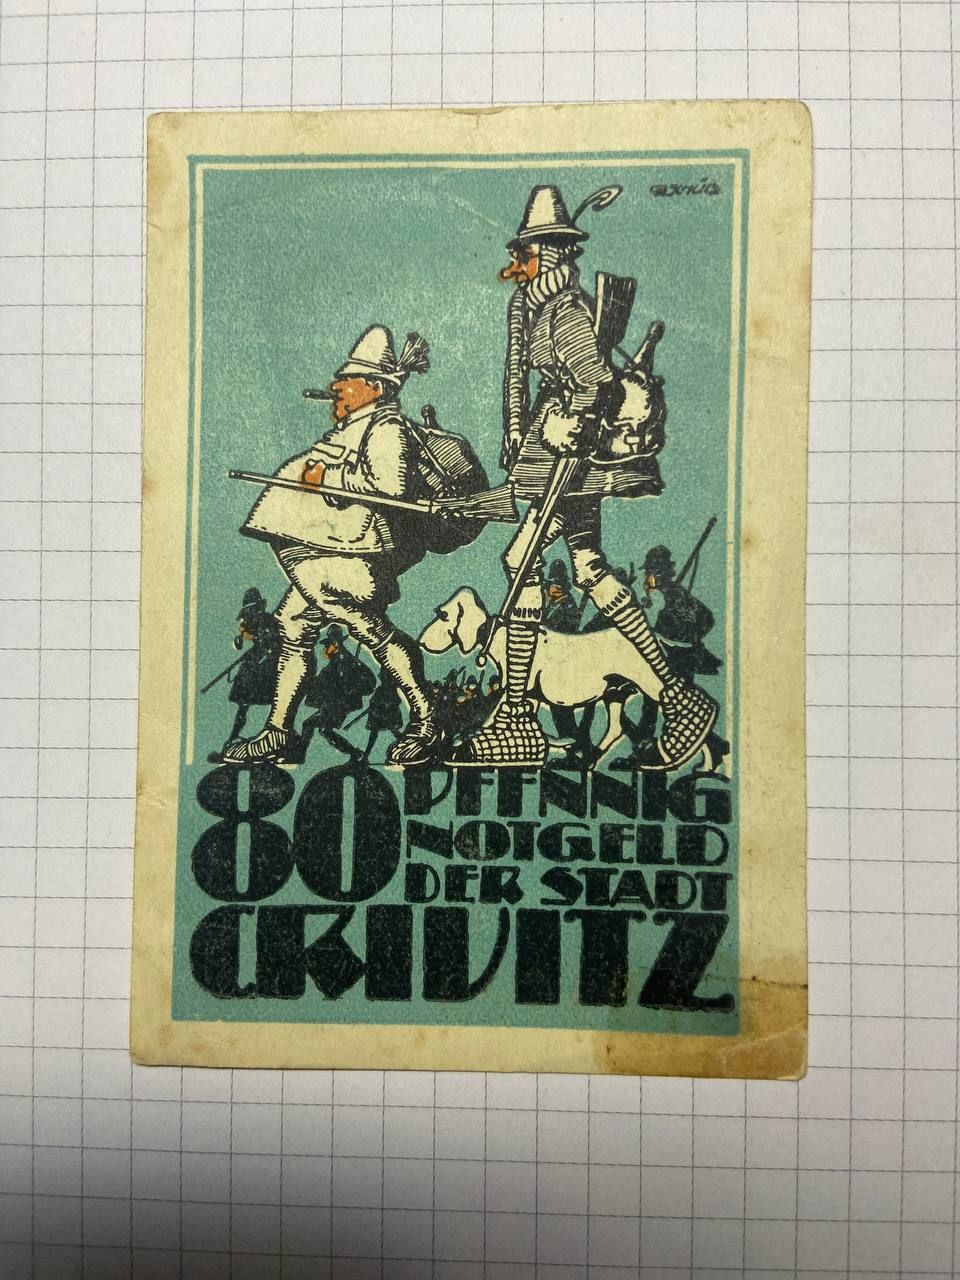 80 PFENNIG
NOTGELD
DER STADT
CRIVITZ